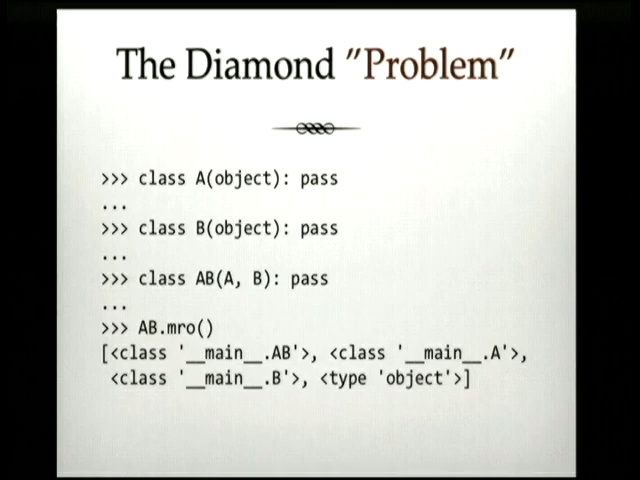 The Diamond "Problem"
>>> class A(object): pass
...
>>> class B(object): pass
...
>>> class AB(A, B): pass
...
>>> AB.mro()
[<class '__main__.AB'>, <class '__main__.A'>,
<class '__main__.B'>, <type 'object'>]